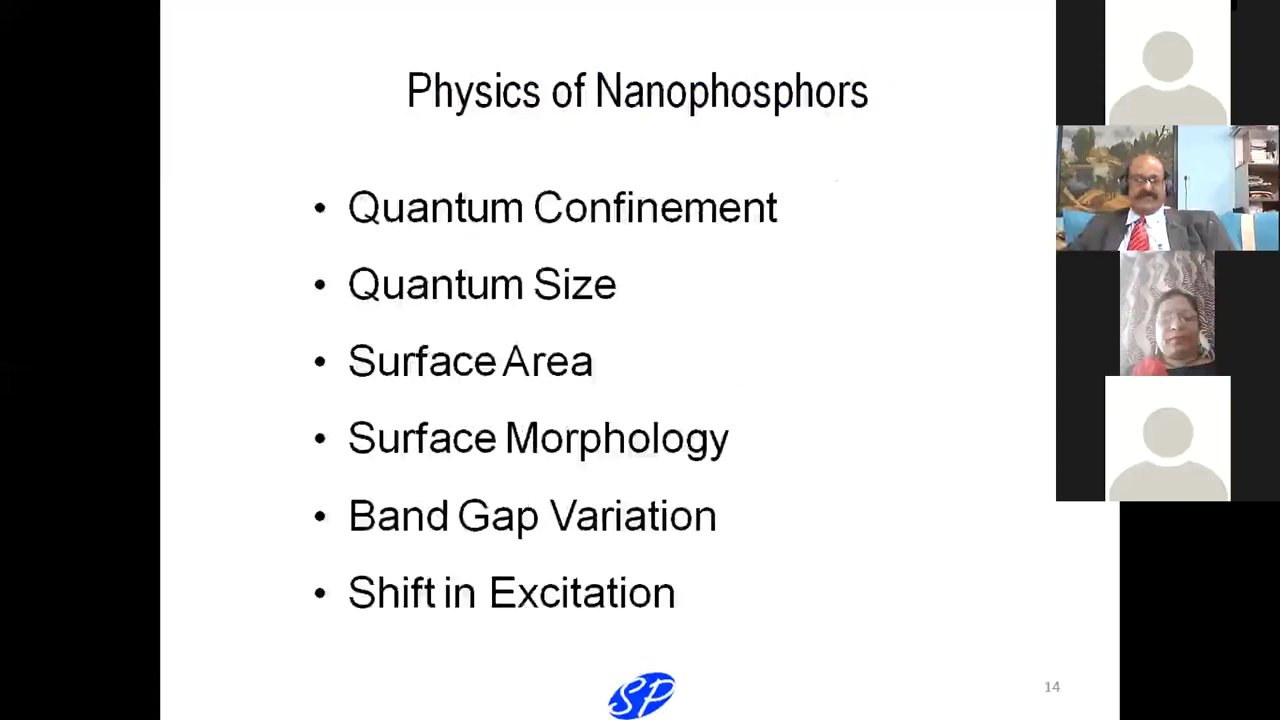 Physics of Nanophosphors
• Quantum Confinement
• Quantum Size
• Surface Area
• Surface Morphology
• Band Gap Variation
• Shift in Excitation
SP
14